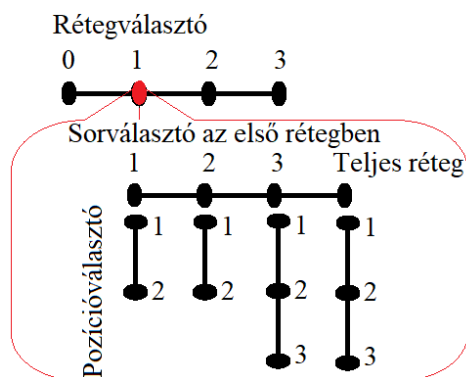 Rétegválasztó
0 1 2 3
Sorválasztó az első rétegben
1 2 3 Teljes réteg
Pozícióválasztó
1 1 1 1
2 2 2 2
3 3